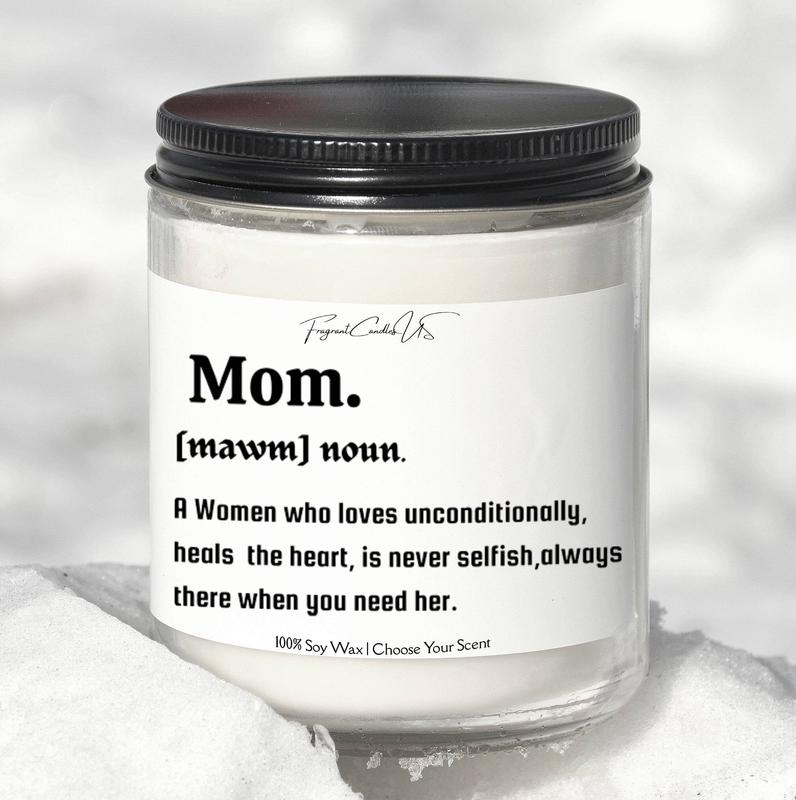 FragrantCandlesUS
Mom.
[mawm] noun.
A Women who loves unconditionally,
heals  the heart, is never selfish,always
there when you need her.
100% Soy Wax | Choose Your Scent